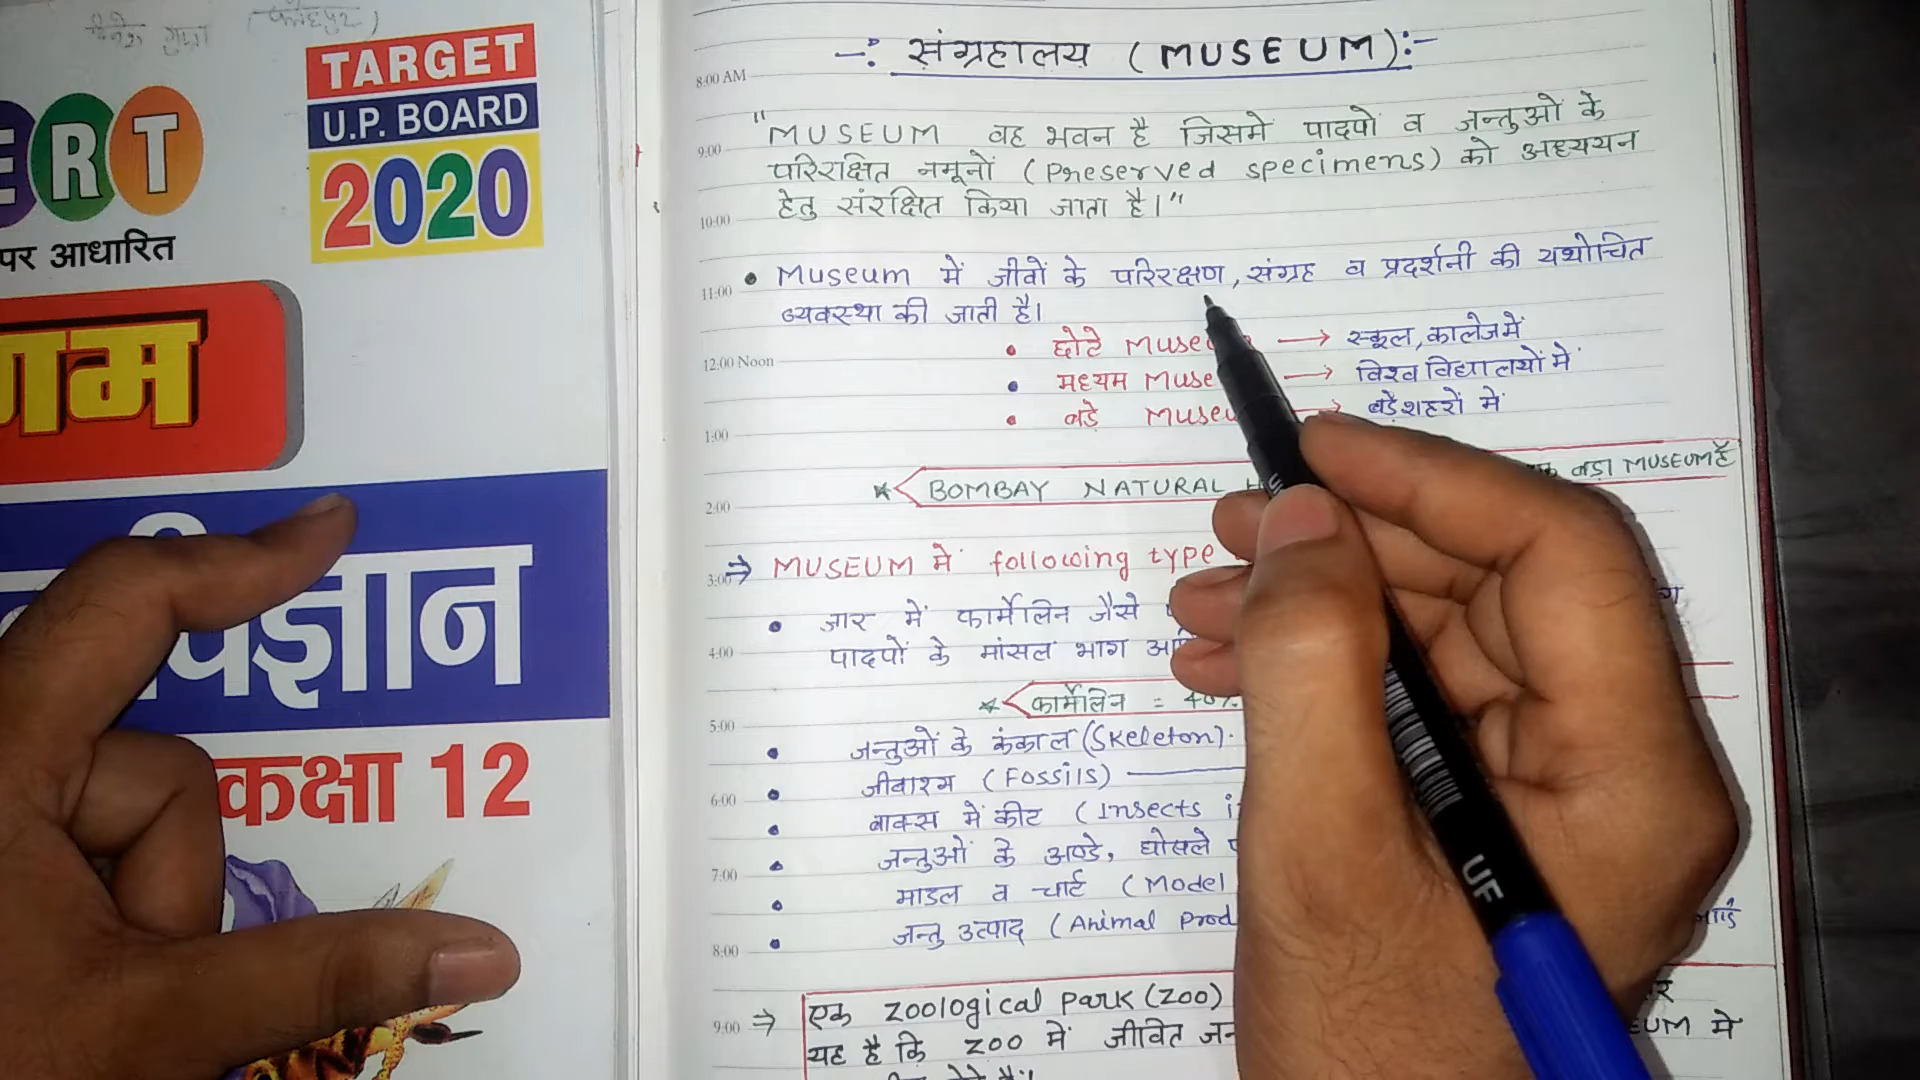 TARGET
U.P. BOARD
2020
ERT
पर आधारित
विज्ञान
कक्षा 12
-: संग्रहालय (MUSEUM):-
8:00 AM
"MUSEUM वह भवन है जिसमे पादपो व जन्तुओ के
9:00
परिरक्षित नमूनों (Preserved specimens) को अध्ययन
हेतु संरक्षित किया जाता है।"
10:00
• Museum में जीवों के परिरक्षण, संग्रह व प्रदर्शनी की यथोचित
11:00
व्यवस्था की जाती है।
• छोटे Muse → स्कूल, कालेज में
12:00 Noon
• मध्यम Muse → विश्वविद्यालयों में
• बड़े Museu → बड़े शहरों में
1:00
* BOMBAY NATURAL बड़ा MUSEUM है
2:00
⇒ MUSEUM में following type
3:00
• जार में फार्मेलिन जैसे
4:00
पादपों के मांसल भाग
* फार्मेलिन = 40%
5:00
• जन्तुओं के कंकाल (Skeleton)
• जीवाश्म (Fossils)
6:00
• बाक्स में कीट (Insects
• जन्तुओ के अण्डे, घोसले
7:00
• माडल व चार्ट (Model
• जन्तु उत्पाद (Animal Prod
8:00
⇒ एक Zoological Park (Zoo)
9:00
यह है कि ZOO में जीवित UM मे